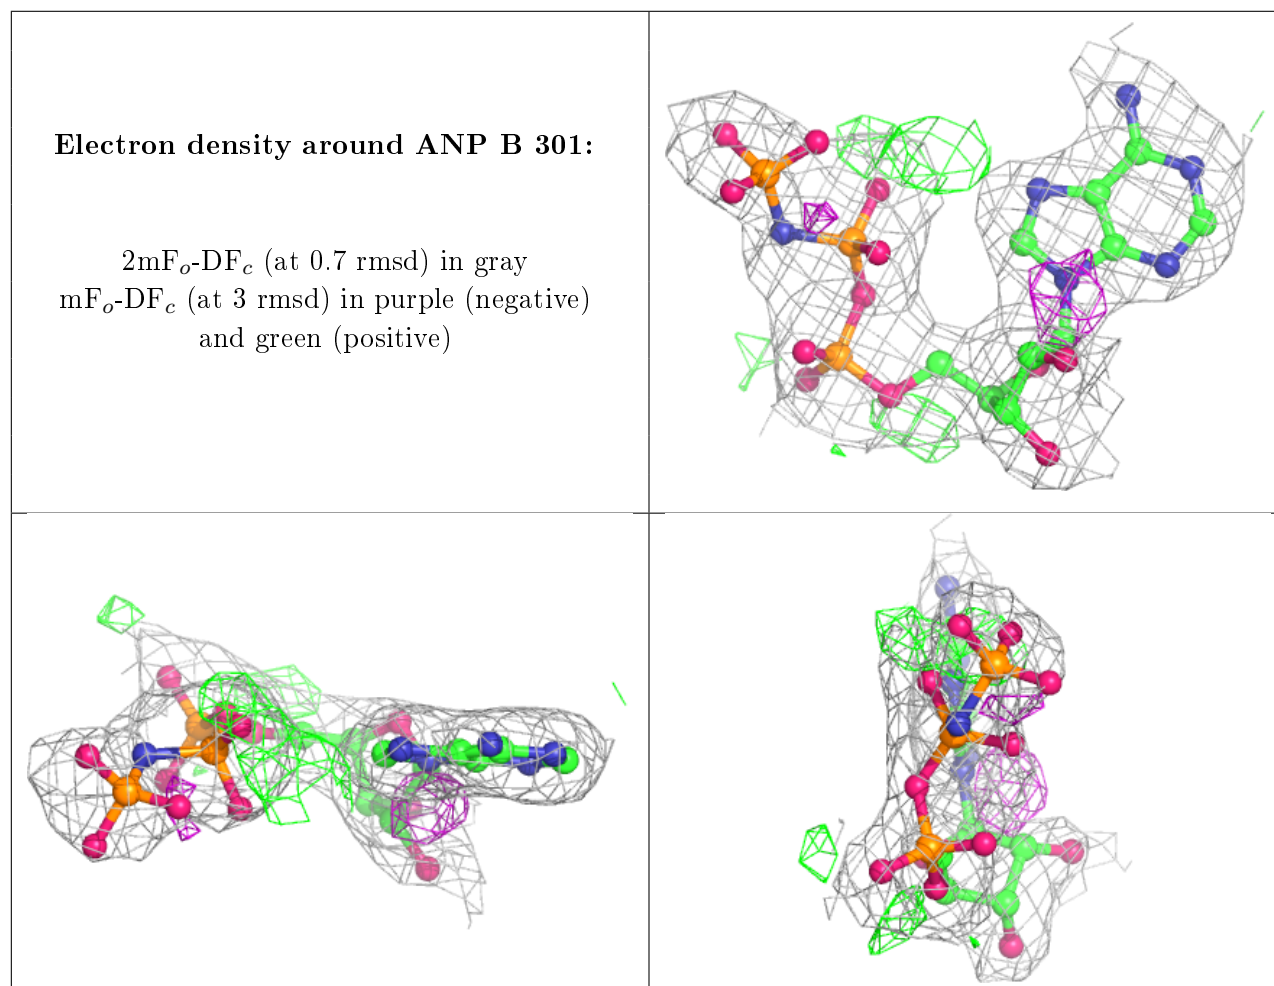 Electron density around ANP B 301:
2mFo-DFc (at 0.7 rmsd) in gray
mFo-DFc (at 3 rmsd) in purple (negative)
and green (positive)